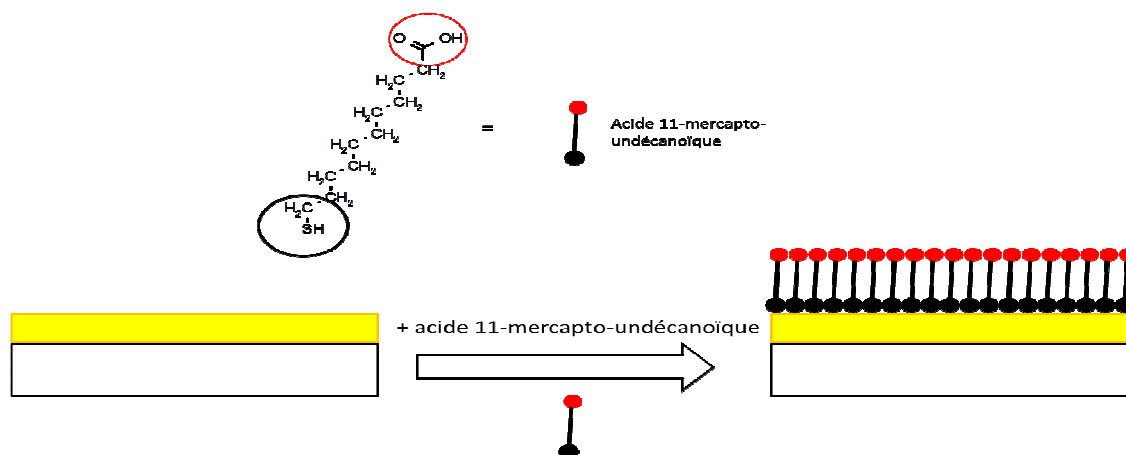 O OH
CH₂
H₂C
CH₂
H₂C
CH₂
H₂C
CH₂
H₂C
CH₂
H₂C
SH
=
Acide 11-mercapto-
undécanoïque
+ acide 11-mercapto-undécanoïque